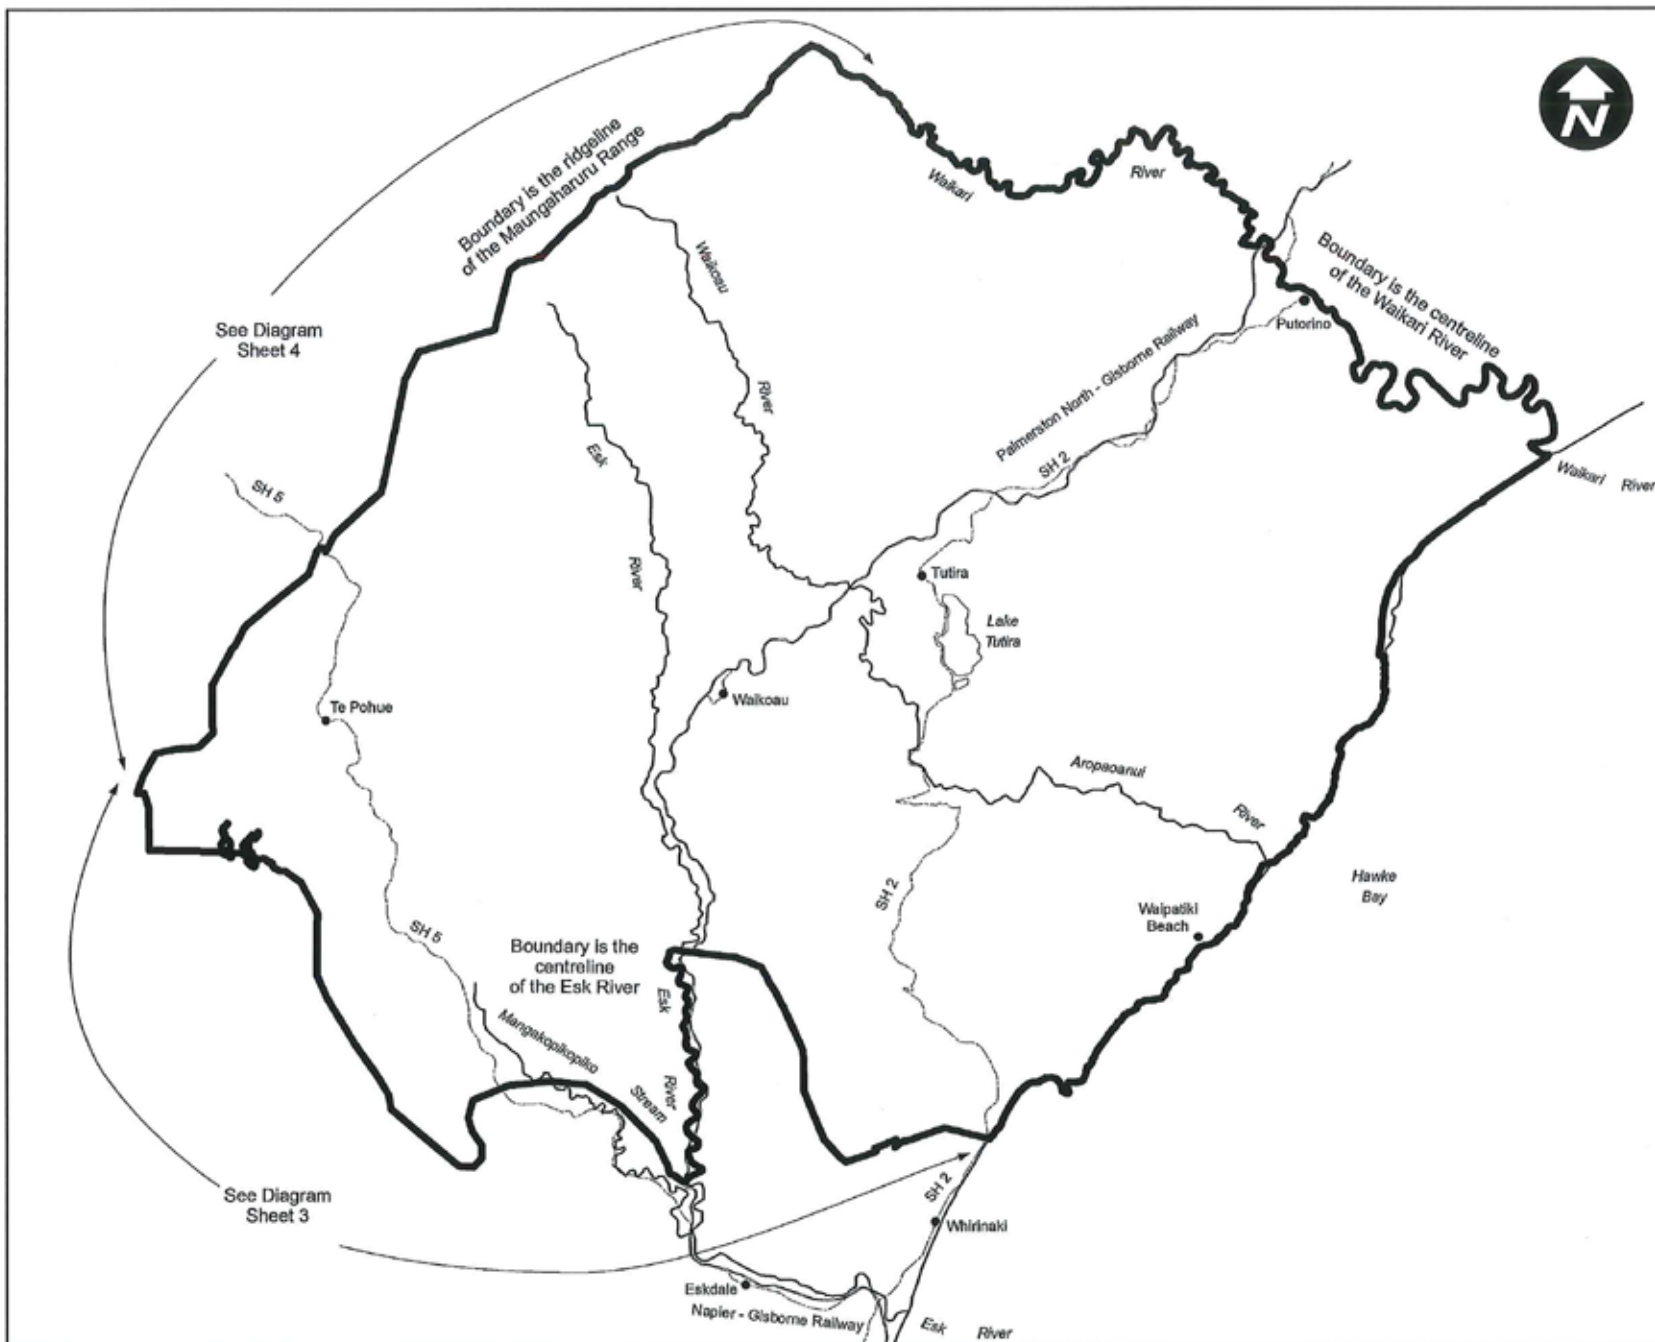 N
Boundary is the ridgeline
of the Maungaharuru Range
Waikari
River
Waikoau
River
Boundary is the centreline
of the Waikari River
See Diagram
Sheet 4
Putorino
Palmerston North - Gisborne Railway
SH 2
Esk
River
Waikari River
SH 5
Tutira
Lake
Tutira
Waikoau
Te Pohue
Aropaoanui
River
Hawke
Bay
SH 2
Waipatiki
Beach
SH 5
Boundary is the
centreline
of the Esk River
Esk
River
Mangakopikopiko
Stream
See Diagram
Sheet 3
SH 2
Whirinaki
Eskdale
Napier - Gisborne Railway
Esk River